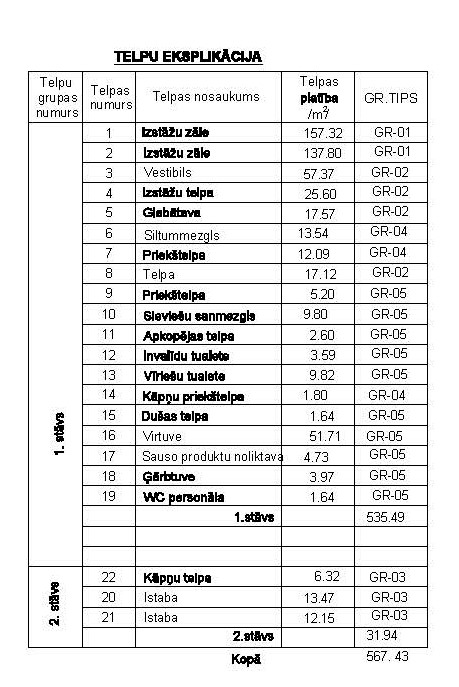 TELPU EKSPLIKĀCIJA
Telpu grupas numurs Telpas numurs Telpas nosaukums Telpas platība /m²/ GR.TIPS
1. stāvs
1 Izstāžu zāle 157.32 GR-01
2 Izstāžu zāle 137.80 GR-01
3 Vestibils 57.37 GR-02
4 Izstāžu telpa 25.60 GR-02
5 Glabātava 17.57 GR-02
6 Siltummezgls 13.54 GR-04
7 Priekštelpa 12.09 GR-04
8 Telpa 17.12 GR-02
9 Priekštelpa 5.20 GR-05
10 Sieviešu sanmezgls 9.80 GR-05
11 Apkopējas telpa 2.60 GR-05
12 Invalīdu tualete 3.59 GR-05
13 Vīriešu tualete 9.82 GR-05
14 Kāpņu priekštelpa 1.80 GR-04
15 Dušas telpa 1.64 GR-05
16 Virtuve 51.71 GR-05
17 Sauso produktu noliktava 4.73 GR-05
18 Ģērbtuve 3.97 GR-05
19 WC personāla 1.64 GR-05
1.stāvs 535.49
2. stāvs
22 Kāpņu telpa 6.32 GR-03
20 Istaba 13.47 GR-03
21 Istaba 12.15 GR-03
2.stāvs 31.94
Kopā 567. 43